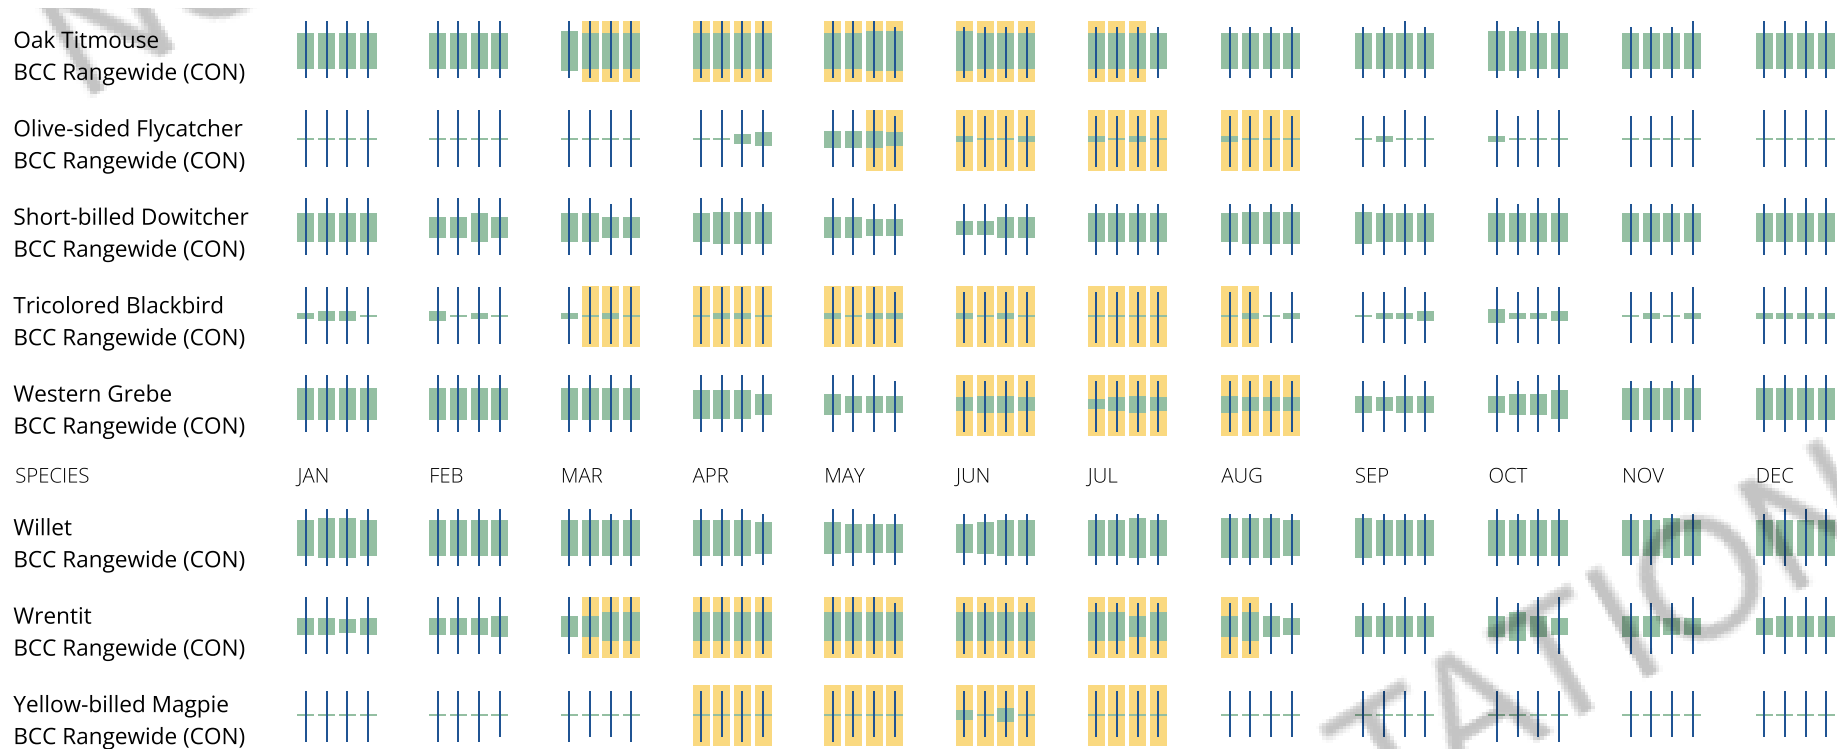 Oak Titmouse
BCC Rangewide (CON)
Olive-sided Flycatcher
BCC Rangewide (CON)
Short-billed Dowitcher
BCC Rangewide (CON)
Tricolored Blackbird
BCC Rangewide (CON)
Western Grebe
BCC Rangewide (CON)
SPECIES JAN FEB MAR APR MAY JUN JUL AUG SEP OCT NOV DEC
Willet
BCC Rangewide (CON)
Wrentit
BCC Rangewide (CON)
Yellow-billed Magpie
BCC Rangewide (CON)
TATION